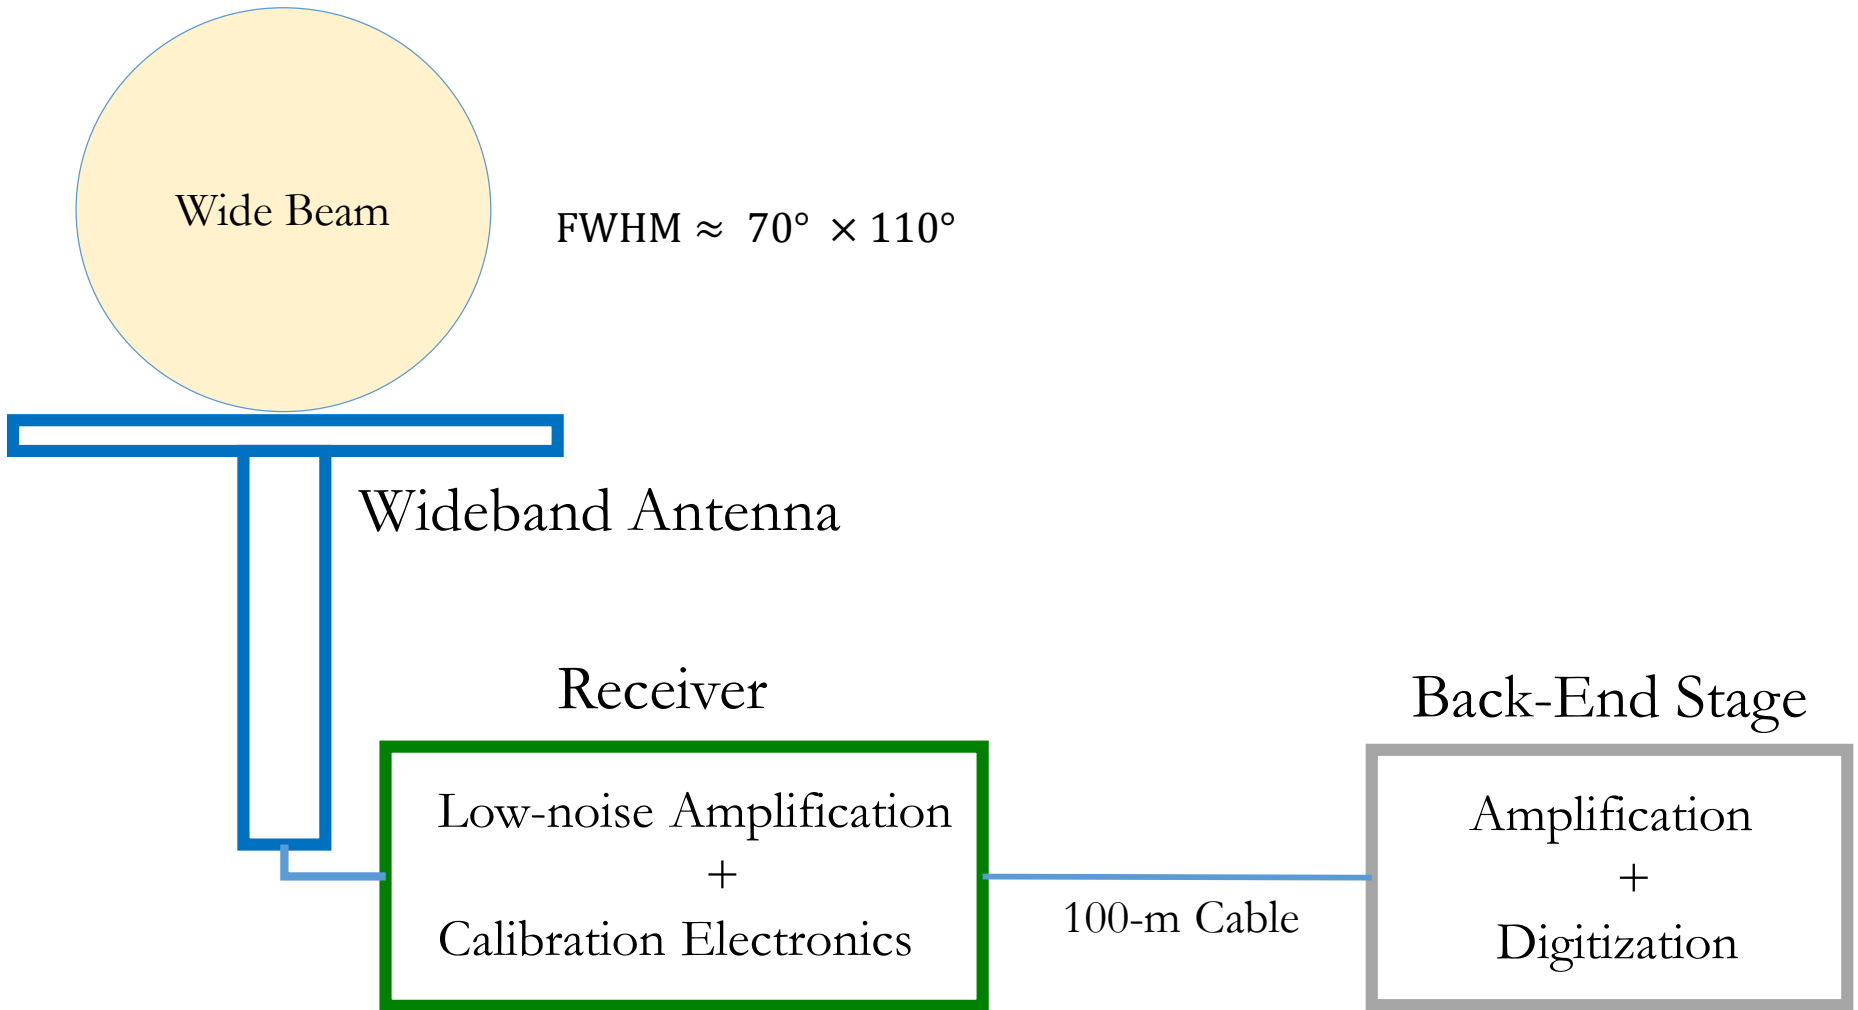 Wide Beam
FWHM ≈ 70° × 110°
Wideband Antenna
Receiver
Low-noise Amplification
+
Calibration Electronics
100-m Cable
Back-End Stage
Amplification
+
Digitization